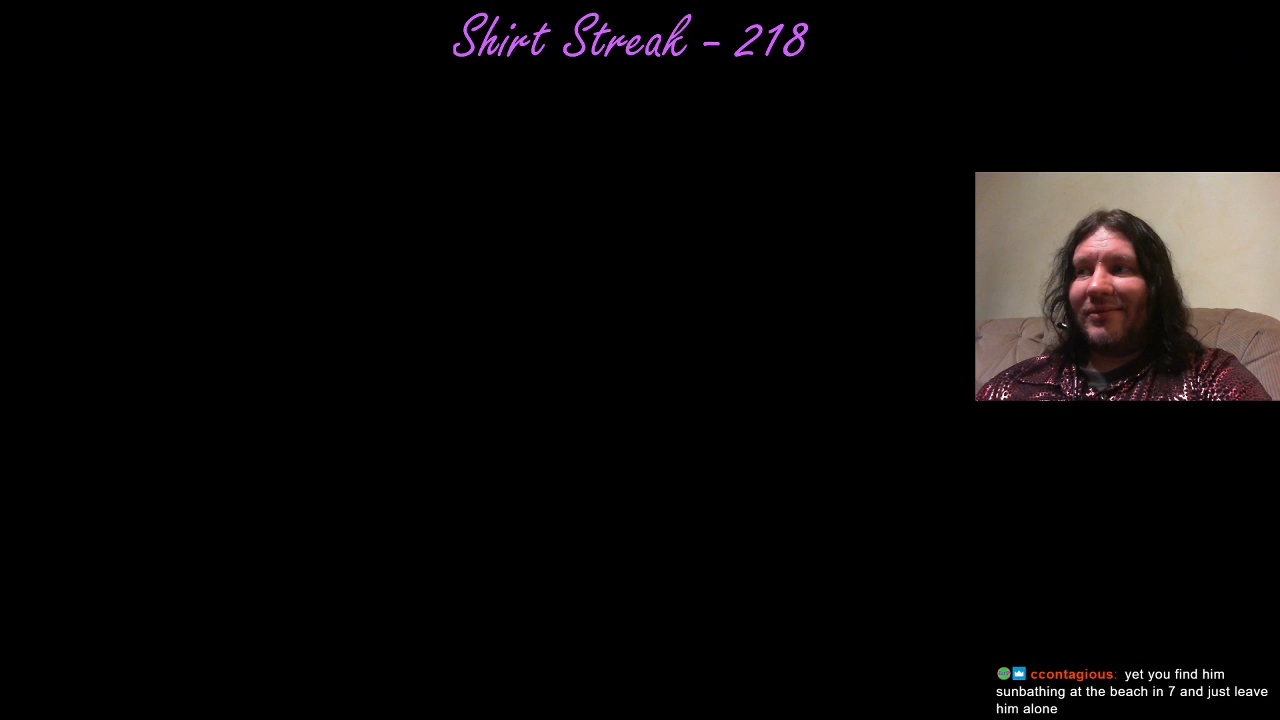 Shirt Streak - 218
ccontagious: yet you find him
sunbathing at the beach in 7 and just leave
him alone